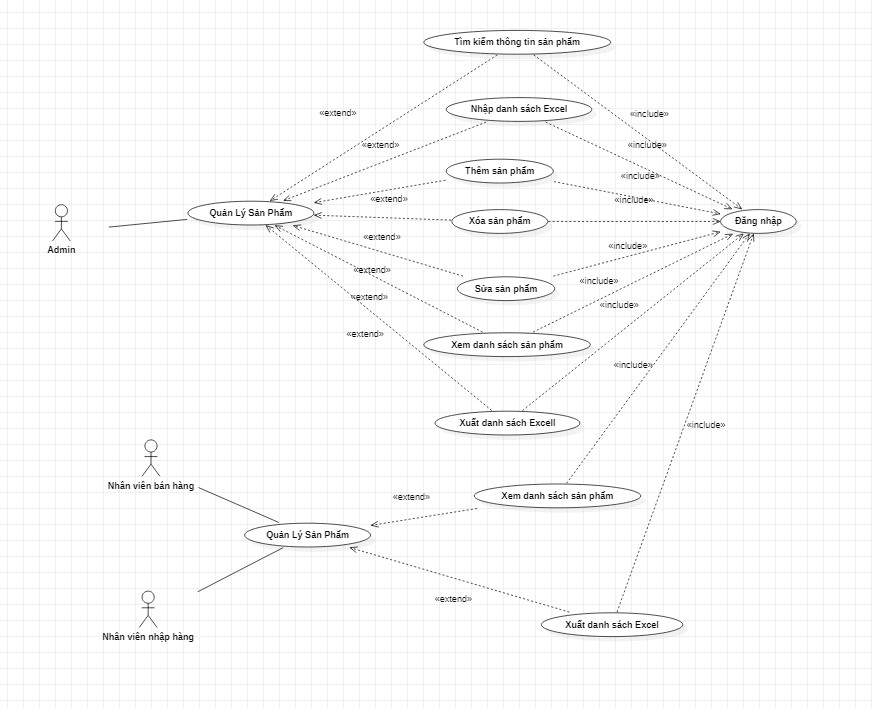 Tìm kiếm thông tin sản phẩm
«extend»
Nhập danh sách Excel
«include»
«extend»
«include»
Thêm sản phẩm
«include»
«extend»
«include»
Quản Lý Sản Phẩm
Xóa sản phẩm
Đăng nhập
Admin
«extend»
«include»
«extend»
Sửa sản phẩm
«include»
«extend»
«include»
«extend»
Xem danh sách sản phẩm
«include»
Xuất danh sách Excell
«include»
Nhân viên bán hàng
Xem danh sách sản phẩm
«extend»
Quản Lý Sản Phẩm
«extend»
Xuất danh sách Excel
Nhân viên nhập hàng